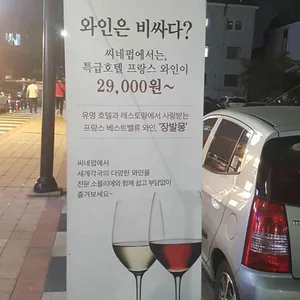 와인은 비싸다?
씨네펍에서는,
특급호텔 프랑스 와인이
29,000원~
유명 호텔과 레스토랑에서 사랑받는
프랑스 베스트밸류 와인, '장발몽'
씨네펍에서
세계각국의 다양한 와인을
전문 소믈리에와 함께 쉽고 부담없이
즐겨보세요~